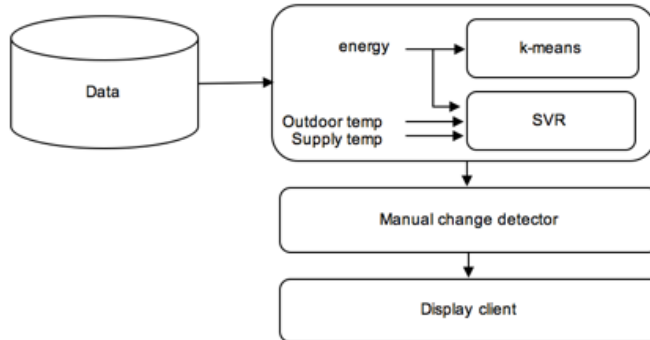 Data
energy
k-means
Outdoor temp
Supply temp
SVR
Manual change detector
Display client